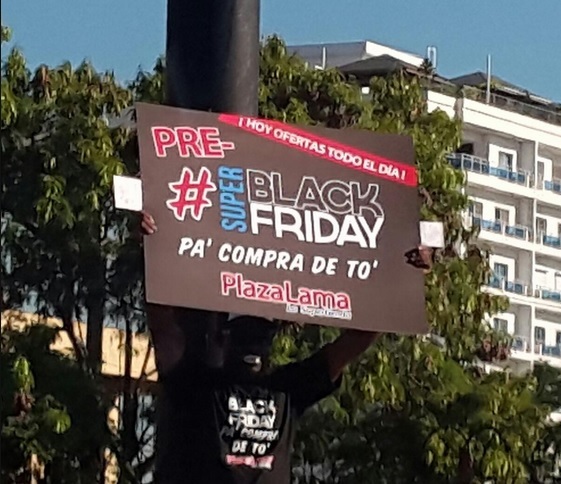 ¡HOY OFERTAS TODO EL DÍA!
PRE-
# SUPER BLACK
FRIDAY
PA' COMPRA DE TO'
PlazaLama
BLACK
FRIDAY
PA' COMPRA
DE TO'